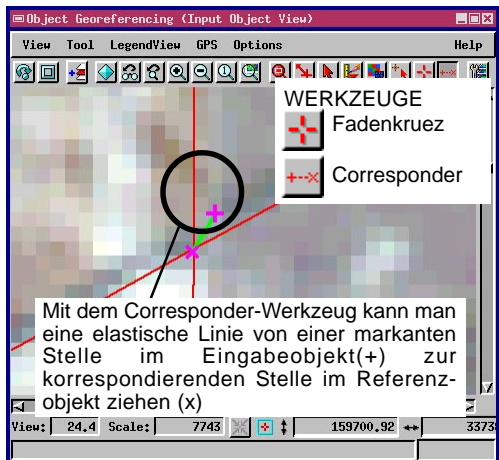 Object Georeferencing (Input Object View)
View Tool LegendView GPS Options Help
WERKZEUGE
Fadenkruez
Corresponder
Mit dem Corresponder-Werkzeug kann man
eine elastische Linie von einer markanten
Stelle im Eingabeobjekt(+) zur
korrespondierenden Stelle im Referenz-
objekt ziehen (x)
View: 24.4 Scale: 7743 159700.92 3373